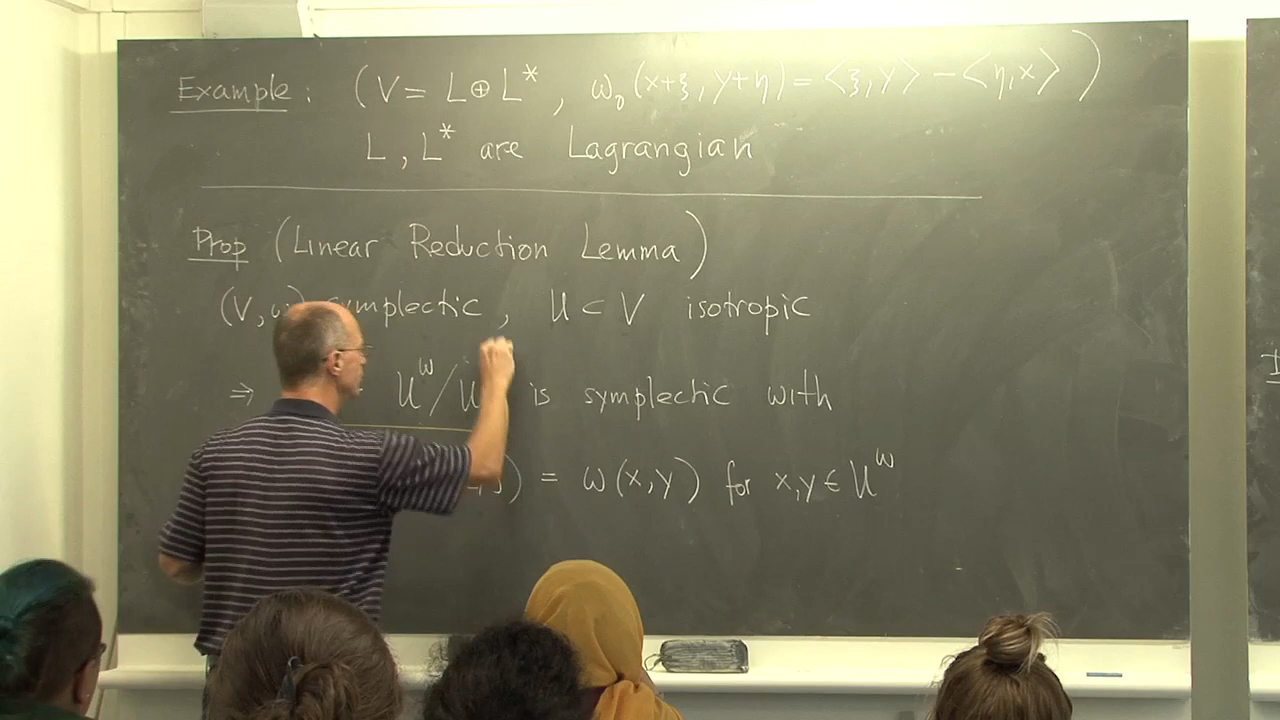 Example: (V = L ⊕ L*, ω₀(x+ξ, y+η) = <ξ,y> − <η,x>)
L, L* are Lagrangian
Prop (Linear Reduction Lemma)
(V, ω) symplectic, U ⊂ V isotropic
⇒ U^ω/U is symplectic with
) = ω(x,y) for x,y ∈ U^ω